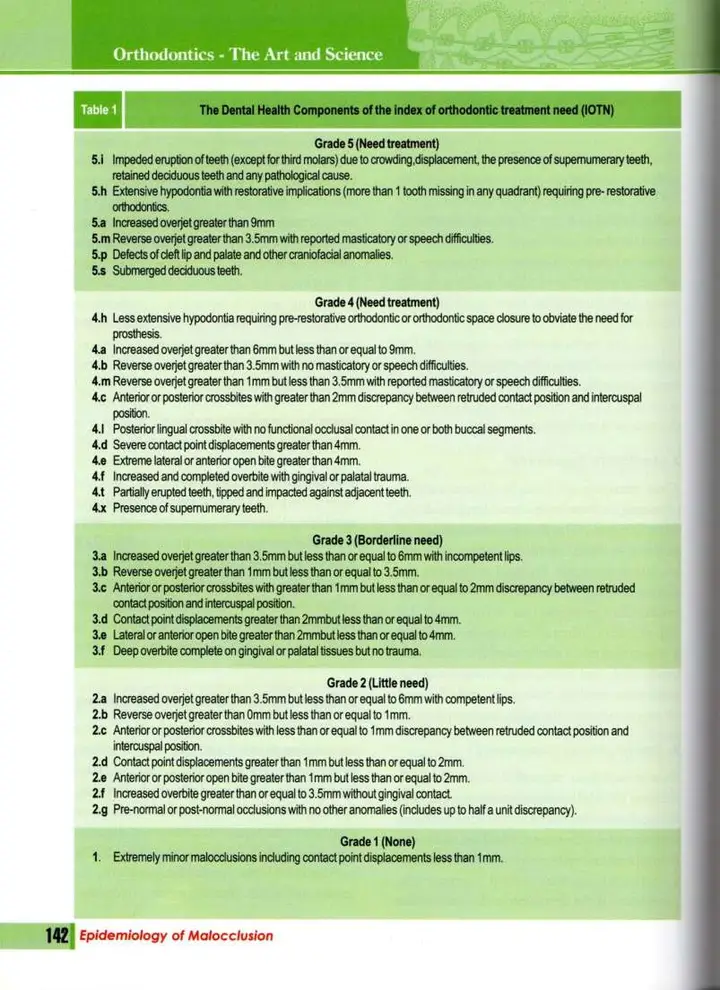 Orthodontics - The Art and Science
Table 1
The Dental Health Components of the index of orthodontic treatment need (IOTN)
Grade 5 (Need treatment)
5.i Impeded eruption of teeth (except for third molars) due to crowding,displacement, the presence of supernumerary teeth,
retained deciduous teeth and any pathological cause.
5.h Extensive hypodontia with restorative implications (more than 1 tooth missing in any quadrant) requiring pre- restorative
orthodontics.
5.a Increased overjet greater than 9mm
5.m Reverse overjet greater than 3.5mm with reported masticatory or speech difficulties.
5.p Defects of cleft lip and palate and other craniofacial anomalies.
5.s Submerged deciduous teeth.
Grade 4 (Need treatment)
4.h Less extensive hypodontia requiring pre-restorative orthodontic or orthodontic space closure to obviate the need for
prosthesis.
4.a Increased overjet greater than 6mm but less than or equal to 9mm.
4.b Reverse overjet greater than 3.5mm with no masticatory or speech difficulties.
4.m Reverse overjet greater than 1mm but less than 3.5mm with reported masticatory or speech difficulties.
4.c Anterior or posterior crossbites with greater than 2mm discrepancy between retruded contact position and intercuspal
position.
4.l Posterior lingual crossbite with no functional occlusal contact in one or both buccal segments.
4.d Severe contact point displacements greater than 4mm.
4.e Extreme lateral or anterior open bite greater than 4mm.
4.f Increased and completed overbite with gingival or palatal trauma.
4.t Partially erupted teeth, tipped and impacted against adjacent teeth.
4.x Presence of supernumerary teeth.
Grade 3 (Borderline need)
3.a Increased overjet greater than 3.5mm but less than or equal to 6mm with incompetent lips.
3.b Reverse overjet greater than 1mm but less than or equal to 3.5mm.
3.c Anterior or posterior crossbites with greater than 1mm but less than or equal to 2mm discrepancy between retruded
contact position and intercuspal position.
3.d Contact point displacements greater than 2mmbut less than or equal to 4mm.
3.e Lateral or anterior open bite greater than 2mmbut less than or equal to 4mm.
3.f Deep overbite complete on gingival or palatal tissues but no trauma.
Grade 2 (Little need)
2.a Increased overjet greater than 3.5mm but less than or equal to 6mm with competent lips.
2.b Reverse overjet greater than 0mm but less than or equal to 1mm.
2.c Anterior or posterior crossbites with less than or equal to 1mm discrepancy between retruded contact position and
intercuspal position.
2.d Contact point displacements greater than 1mm but less than or equal to 2mm.
2.e Anterior or posterior open bite greater than 1mm but less than or equal to 2mm.
2.f Increased overbite greater than or equal to 3.5mm without gingival contact.
2.g Pre-normal or post-normal occlusions with no other anomalies (includes up to half a unit discrepancy).
Grade 1 (None)
1. Extremely minor malocclusions including contact point displacements less than 1mm.
142 Epidemiology of Malocclusion